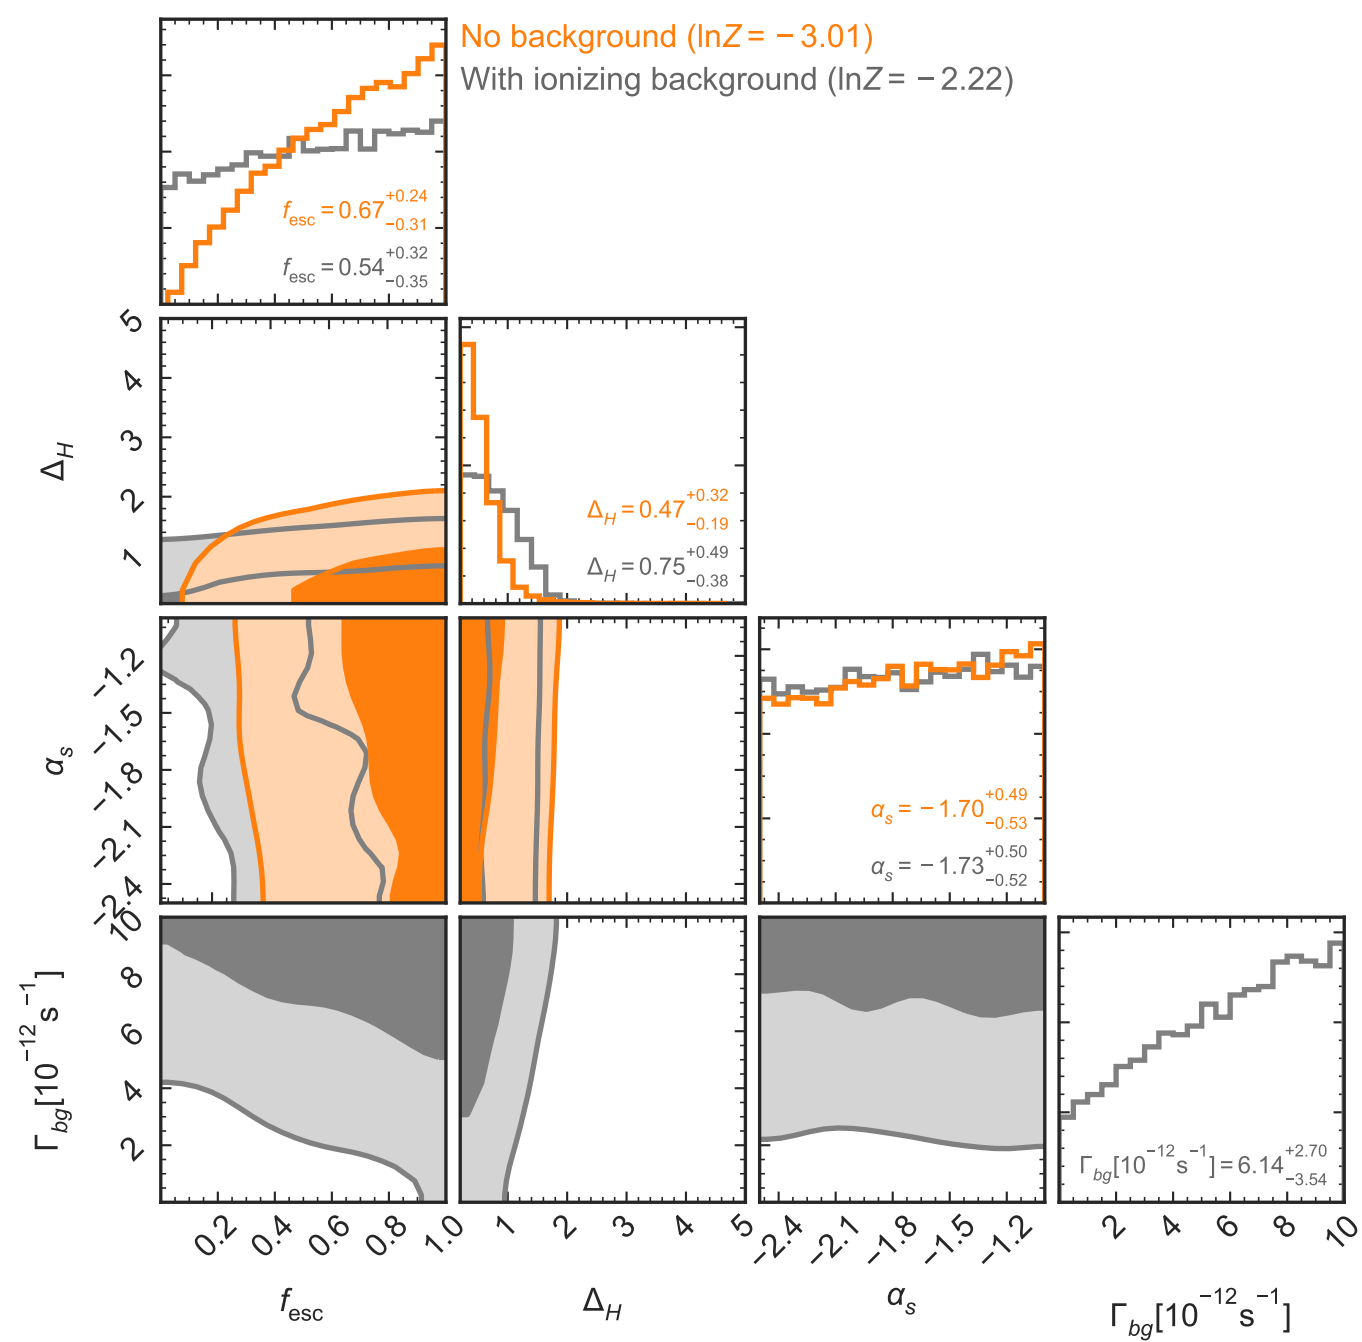 No background (lnZ = −3.01)
With ionizing background (lnZ = −2.22)
f_esc = 0.67 +0.24 −0.31
f_esc = 0.54 +0.32 −0.35
5
4
3
2
1
Δ_H
Δ_H = 0.47 +0.32 −0.19
Δ_H = 0.75 +0.49 −0.38
−1.2
−1.5
−1.8
−2.1
−2.4
α_s
α_s = −1.70 +0.49 −0.53
α_s = −1.73 +0.50 −0.52
10
8
6
4
2
Γ_bg[10^−12 s^−1]
Γ_bg[10^−12 s^−1] = 6.14 +2.70 −3.54
0.2 0.4 0.6 0.8 1.0
1 2 3 4 5
−2.4 −2.1 −1.8 −1.5 −1.2
2 4 6 8 10
f_esc
Δ_H
α_s
Γ_bg[10^−12 s^−1]